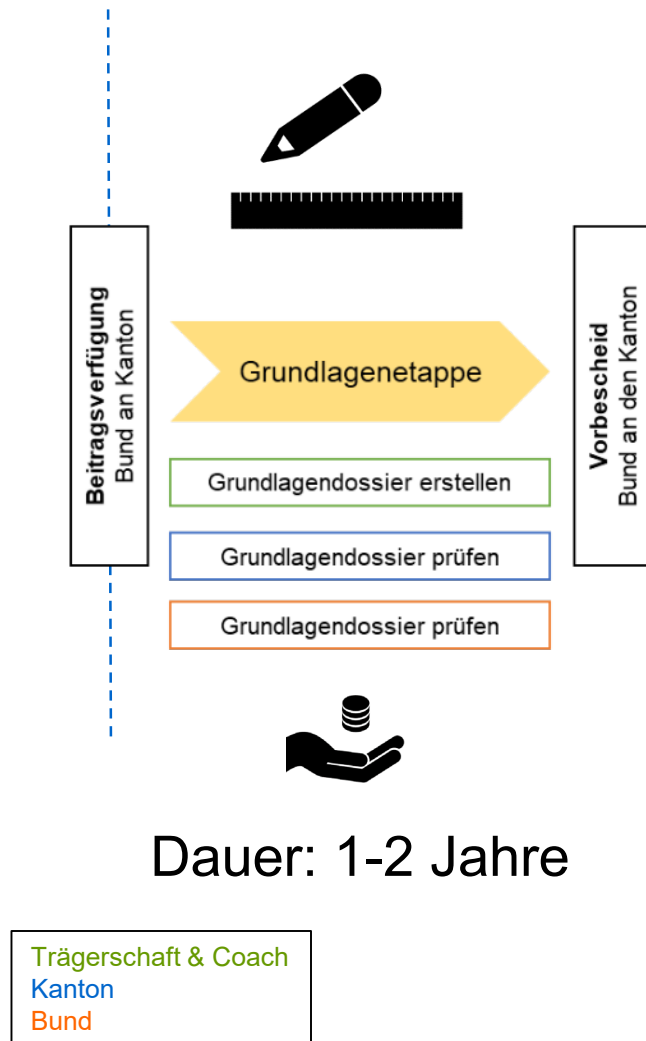 Beitragsverfügung
Bund an Kanton
Grundlagenetappe
Grundlagendossier erstellen
Grundlagendossier prüfen
Grundlagendossier prüfen
Vorbescheid
Bund an den Kanton
Dauer: 1-2 Jahre
Trägerschaft & Coach
Kanton
Bund